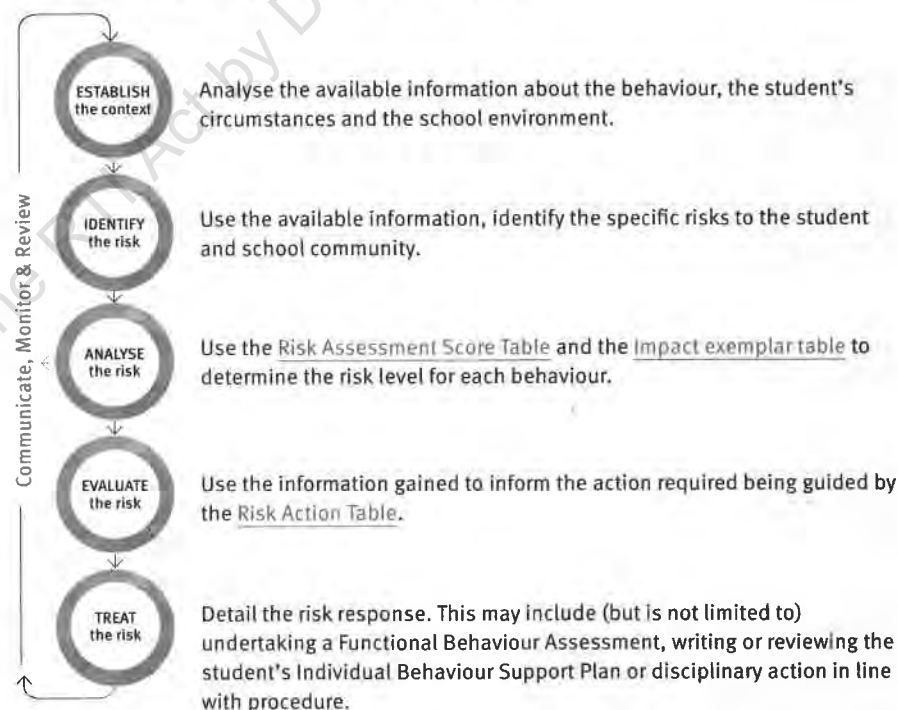 ESTABLISH
the context
Analyse the available information about the behaviour, the student's
circumstances and the school environment.
IDENTIFY
the risk
Use the available information, identify the specific risks to the student
and school community.
ANALYSE
the risk
Use the Risk Assessment Score Table and the Impact exemplar table to
determine the risk level for each behaviour.
EVALUATE
the risk
Use the information gained to inform the action required being guided by
the Risk Action Table.
TREAT
the risk
Detail the risk response. This may include (but is not limited to)
undertaking a Functional Behaviour Assessment, writing or reviewing the
student's Individual Behaviour Support Plan or disciplinary action in line
with procedure.
Communicate, Monitor & Review
Act by